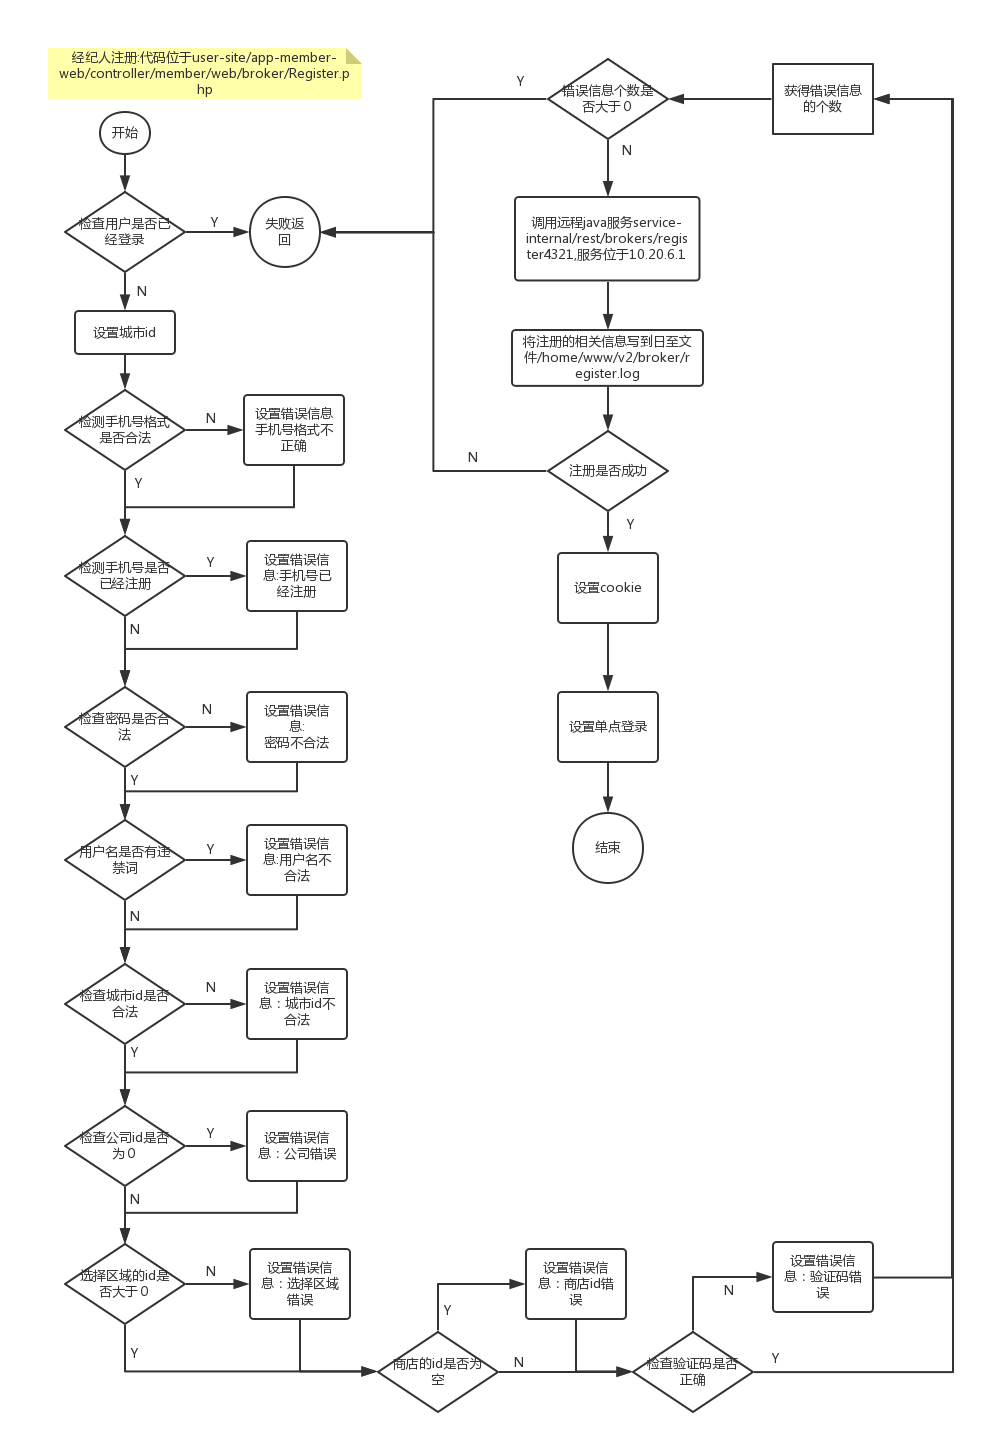 经纪人注册:代码位于user-site/app-member-
web/controller/member/web/broker/Register.p
hp
开始
检查用户是否已
经登录
Y
失败返
回
N
设置城市id
检测手机号格式
是否合法
N
设置错误信息
手机号格式不
正确
Y
检测手机号是否
已经注册
Y
设置错误信
息:手机号已
经注册
N
检查密码是否合
法
N
设置错误信
息:
密码不合法
Y
用户名是否有违
禁词
Y
设置错误信
息:用户名不
合法
N
检查城市id是否
合法
N
设置错误信
息：城市id不
合法
Y
检查公司id是否
为０
Y
设置错误信
息：公司错误
N
选择区域的id是
否大于０
N
设置错误信
息：选择区域
错误
Y
商店的id是否为
空
Y
设置错误信
息：商店id错
误
N
检查验证码是否
正确
N
设置错误信
息：验证码错
误
Y
获得错误信息
的个数
错误信息个数是
否大于０
Y
N
调用远程java服务service-
internal/rest/brokers/regis
ter4321,服务位于10.20.6.1
将注册的相关信息写到日至文
件/home/www/v2/broker/r
egister.log
注册是否成功
N
Y
设置cookie
设置单点登录
结束